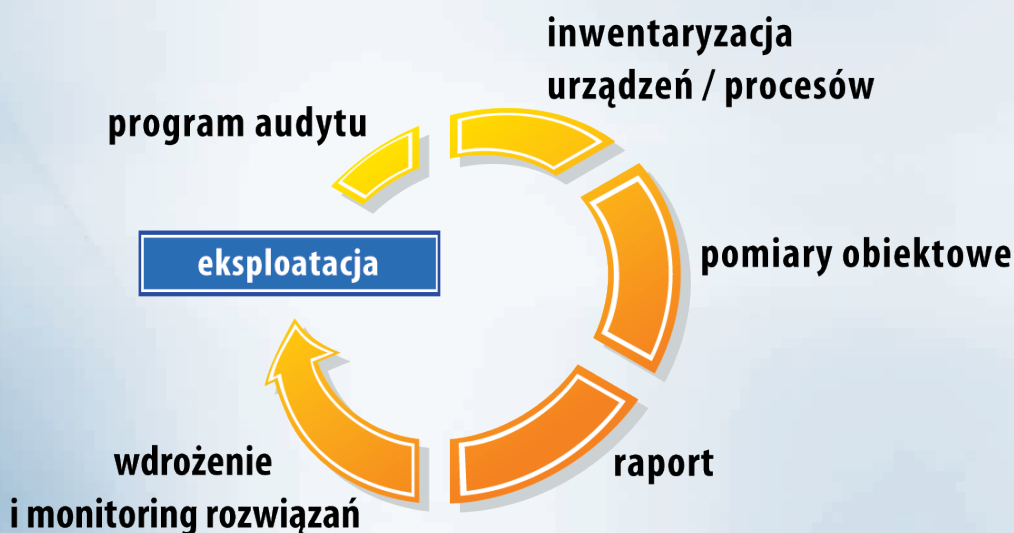 inwentaryzacja
urządzeń / procesów
program audytu
pomiary obiektowe
eksploatacja
raport
wdrożenie
i monitoring rozwiązań